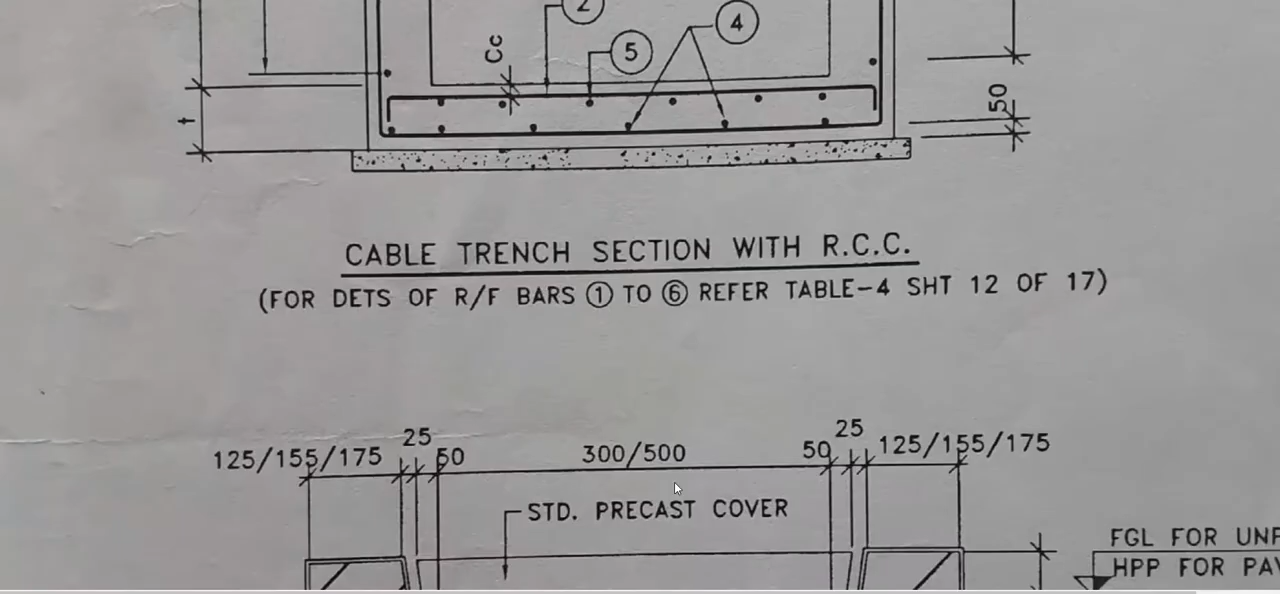 2
4
Cc
5
50
t
CABLE TRENCH SECTION WITH R.C.C.
(FOR DETS OF R/F BARS ① TO ⑥ REFER TABLE-4 SHT 12 OF 17)
25
25
125/155/175
50
300/500
50
125/155/175
STD. PRECAST COVER
FGL FOR UNP
HPP FOR PAV